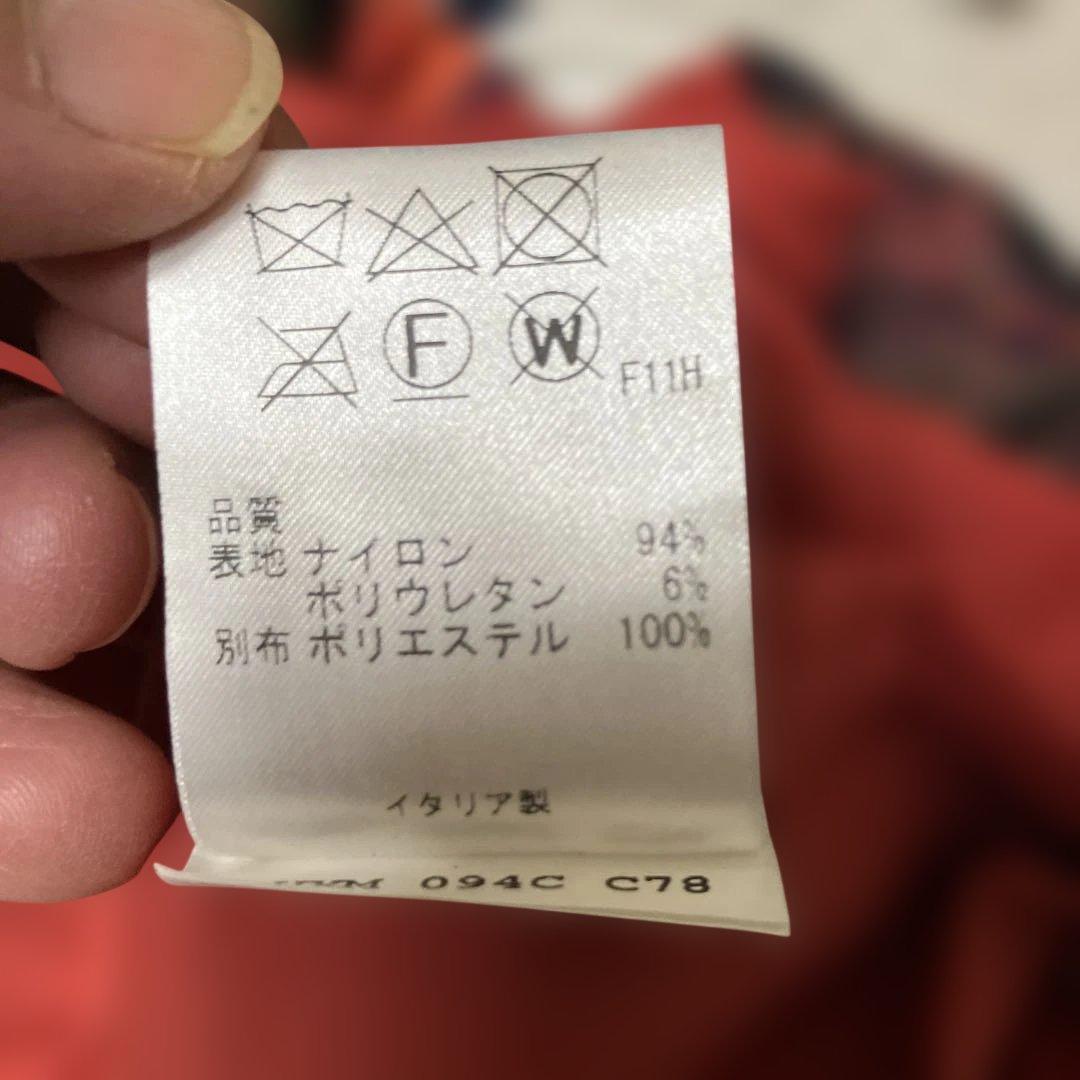 F W F11H
品質
表地 ナイロン 94%
ポリウレタン 6%
別布 ポリエステル 100%
イタリア製
094C C78